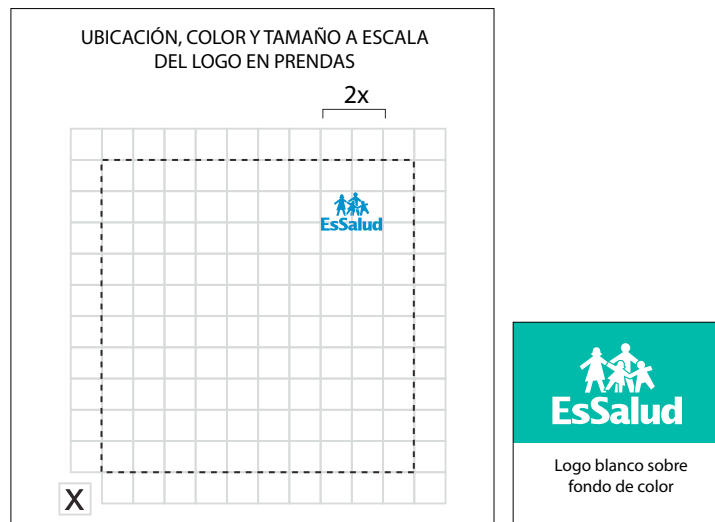 UBICACIÓN, COLOR Y TAMAÑO A ESCALA
DEL LOGO EN PRENDAS
2x
EsSalud
X
EsSalud
Logo blanco sobre
fondo de color